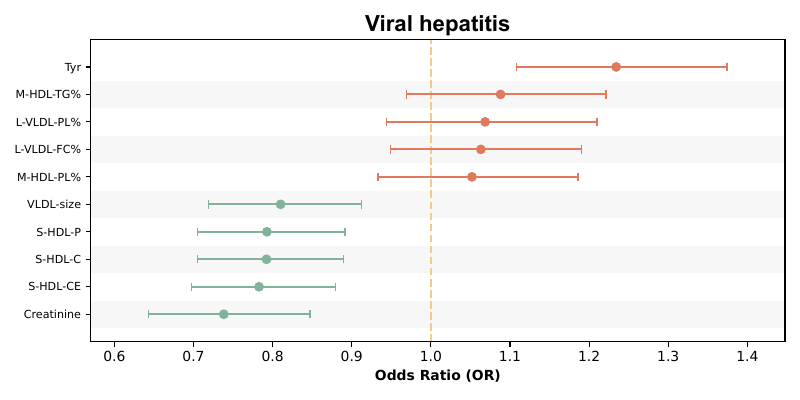 Viral hepatitis
Tyr
M-HDL-TG%
L-VLDL-PL%
L-VLDL-FC%
M-HDL-PL%
VLDL-size
S-HDL-P
S-HDL-C
S-HDL-CE
Creatinine
0.6 0.7 0.8 0.9 1.0 1.1 1.2 1.3 1.4
Odds Ratio (OR)